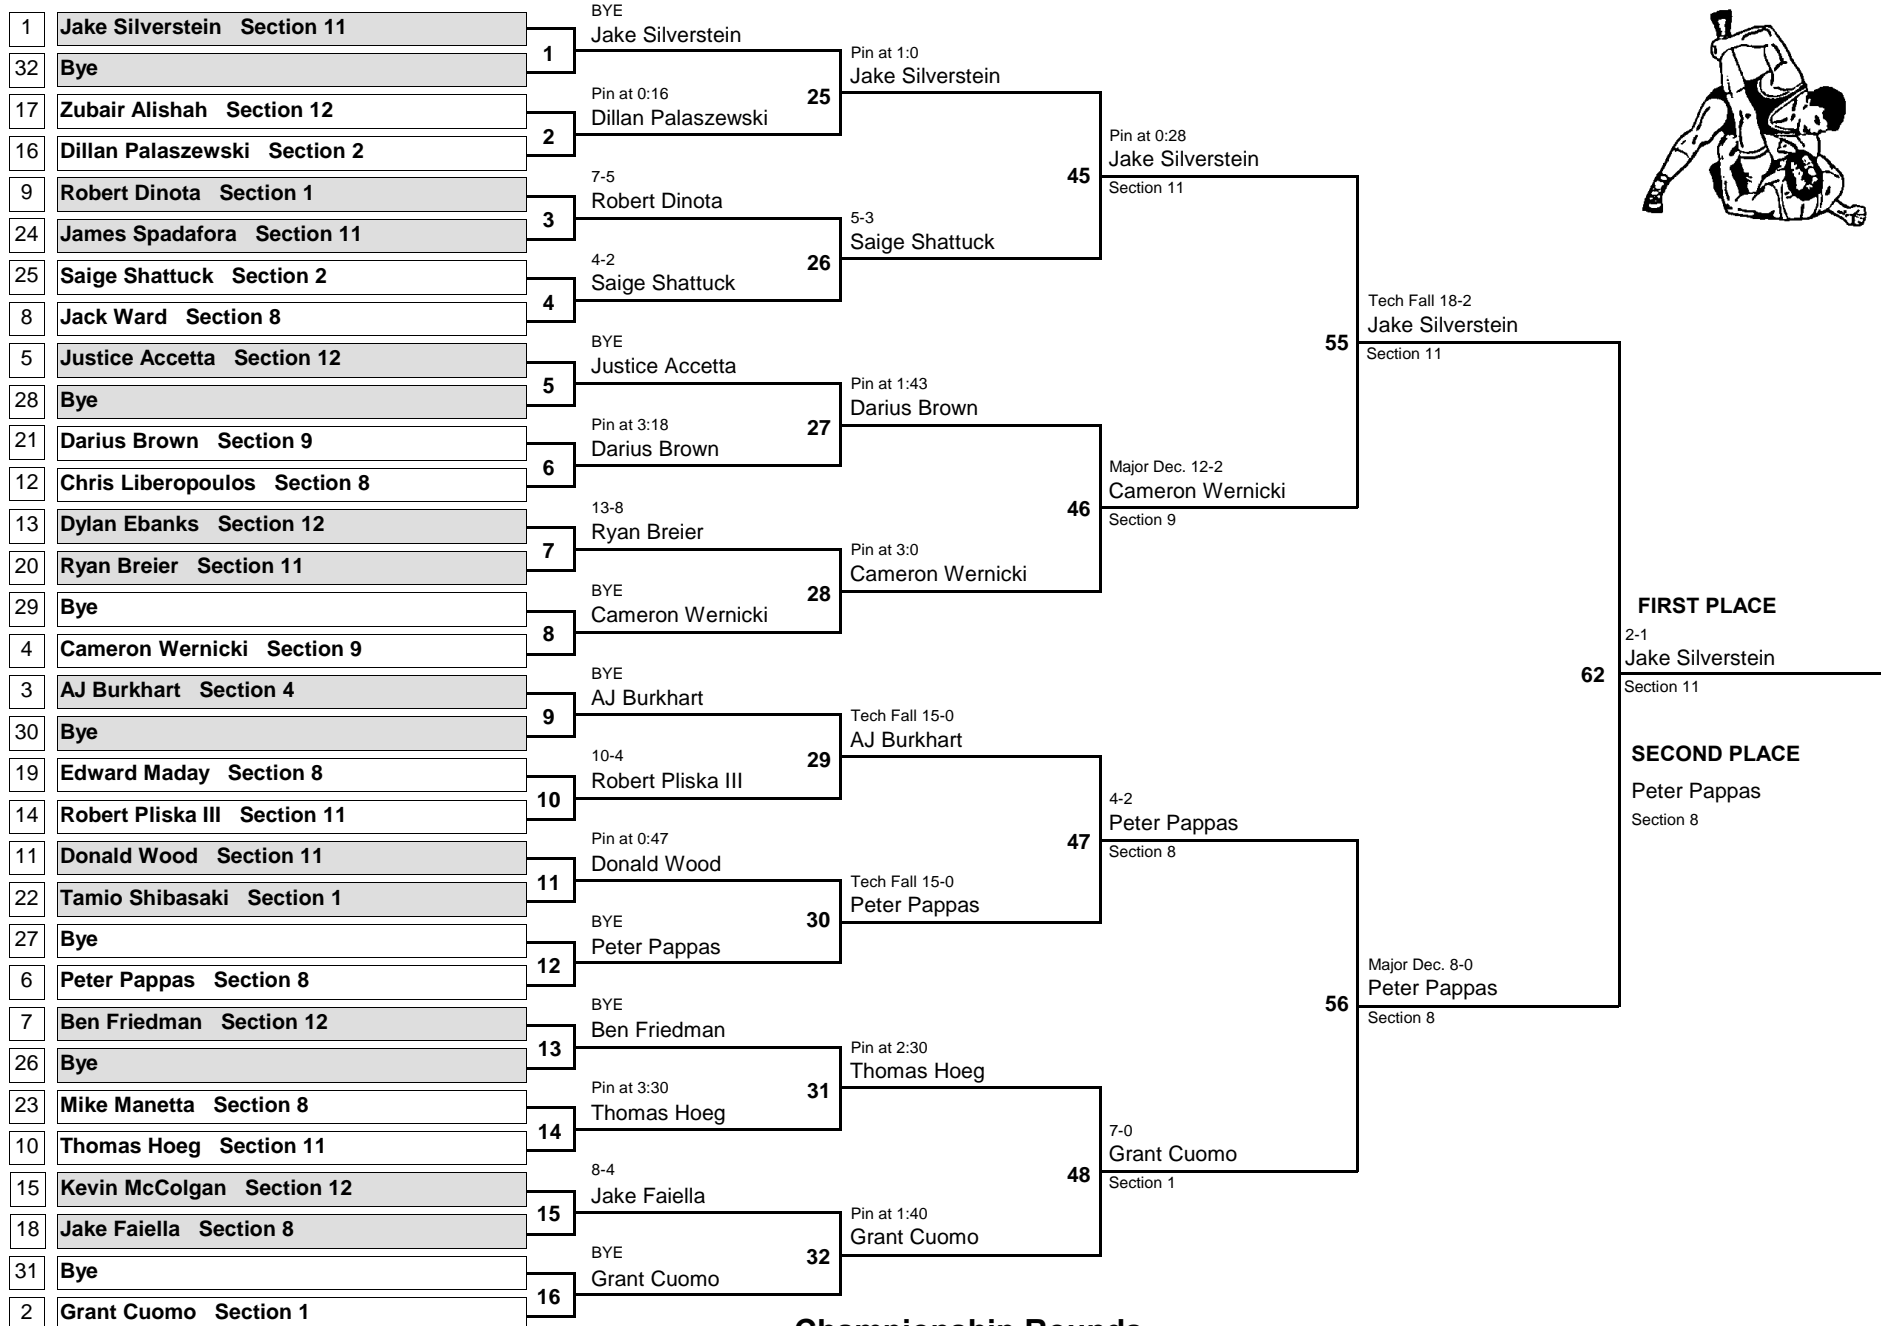 1 Jake Silverstein Section 11
32 Bye
17 Zubair Alishah Section 12
16 Dillan Palaszewski Section 2
9 Robert Dinota Section 1
24 James Spadafora Section 11
25 Saige Shattuck Section 2
8 Jack Ward Section 8
5 Justice Accetta Section 12
28 Bye
21 Darius Brown Section 9
12 Chris Liberopoulos Section 8
13 Dylan Ebanks Section 12
20 Ryan Breier Section 11
29 Bye
4 Cameron Wernicki Section 9
3 AJ Burkhart Section 4
30 Bye
19 Edward Maday Section 8
14 Robert Pliska III Section 11
11 Donald Wood Section 11
22 Tamio Shibasaki Section 1
27 Bye
6 Peter Pappas Section 8
7 Ben Friedman Section 12
26 Bye
23 Mike Manetta Section 8
10 Thomas Hoeg Section 11
15 Kevin McColgan Section 12
18 Jake Faiella Section 8
31 Bye
2 Grant Cuomo Section 1
1
2
3
4
5
6
7
8
9
10
11
12
13
14
15
16
BYE
Jake Silverstein
Pin at 0:16
Dillan Palaszewski
7-5
Robert Dinota
4-2
Saige Shattuck
BYE
Justice Accetta
Pin at 3:18
Darius Brown
13-8
Ryan Breier
BYE
Cameron Wernicki
BYE
AJ Burkhart
10-4
Robert Pliska III
Pin at 0:47
Donald Wood
BYE
Peter Pappas
BYE
Ben Friedman
Pin at 3:30
Thomas Hoeg
8-4
Jake Faiella
BYE
Grant Cuomo
25
26
27
28
29
30
31
32
Pin at 1:0
Jake Silverstein
5-3
Saige Shattuck
Pin at 1:43
Darius Brown
Pin at 3:0
Cameron Wernicki
Tech Fall 15-0
AJ Burkhart
Tech Fall 15-0
Peter Pappas
Pin at 2:30
Thomas Hoeg
Pin at 1:40
Grant Cuomo
45
46
47
48
Pin at 0:28
Jake Silverstein
Section 11
Major Dec. 12-2
Cameron Wernicki
Section 9
4-2
Peter Pappas
Section 8
7-0
Grant Cuomo
Section 1
55
56
Tech Fall 18-2
Jake Silverstein
Section 11
Major Dec. 8-0
Peter Pappas
Section 8
62
FIRST PLACE
2-1
Jake Silverstein
Section 11
SECOND PLACE
Peter Pappas
Section 8
Championship Rounds